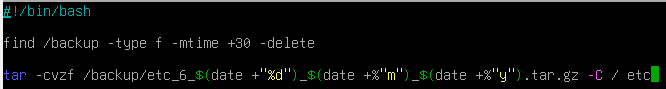 #!/bin/bash
find /backup -type f -mtime +30 -delete
tar -cvzf /backup/etc_6_$(date +"%d")_$(date +%"m")_$(date +%"y").tar.gz -C / etc